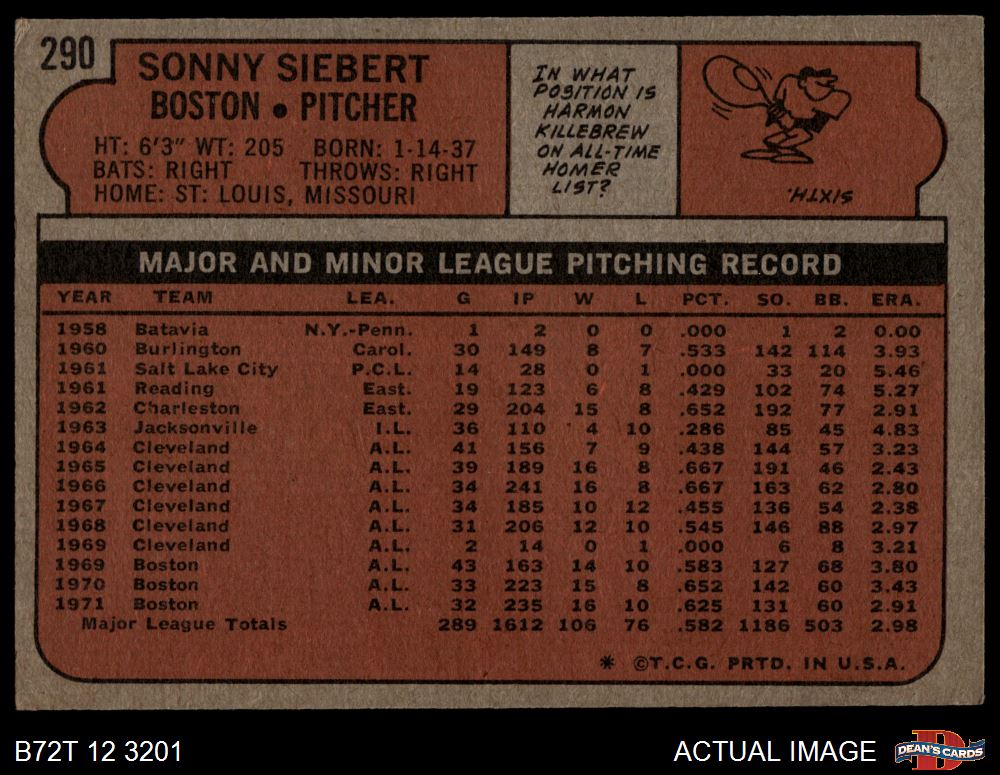 290
SONNY SIEBERT
BOSTON • PITCHER
HT: 6'3" WT: 205 BORN: 1-14-37
BATS: RIGHT THROWS: RIGHT
HOME: ST: LOUIS, MISSOURI
IN WHAT
POSITION IS
HARMON
KILLEBREW
ON ALL-TIME
HOMER
LIST?
SIXTH.
MAJOR AND MINOR LEAGUE PITCHING RECORD
YEAR TEAM LEA. G IP W L PCT. SO. BB. ERA.
1958 Batavia N.Y.-Penn. 1 2 0 0 .000 1 2 0.00
1960 Burlington Carol. 30 149 8 7 .533 142 114 3.93
1961 Salt Lake City P.C.L. 14 28 0 1 .000 33 20 5.46
1961 Reading East. 19 123 6 8 .429 102 74 5.27
1962 Charleston East. 29 204 15 8 .652 192 77 2.91
1963 Jacksonville I.L. 36 110 4 10 .286 85 45 4.83
1964 Cleveland A.L. 41 156 7 9 .438 144 57 3.23
1965 Cleveland A.L. 39 189 16 8 .667 191 46 2.43
1966 Cleveland A.L. 34 241 16 8 .667 163 62 2.80
1967 Cleveland A.L. 34 185 10 12 .455 136 54 2.38
1968 Cleveland A.L. 31 206 12 10 .545 146 88 2.97
1969 Cleveland A.L. 2 14 0 1 .000 6 8 3.21
1969 Boston A.L. 43 163 14 10 .583 127 68 3.80
1970 Boston A.L. 33 223 15 8 .652 142 60 3.43
1971 Boston A.L. 32 235 16 10 .625 131 60 2.91
Major League Totals 289 1612 106 76 .582 1186 503 2.98
* ©T.C.G. PRTD. IN U.S.A.
B72T 12 3201
ACTUAL IMAGE
DEAN'S CARDS